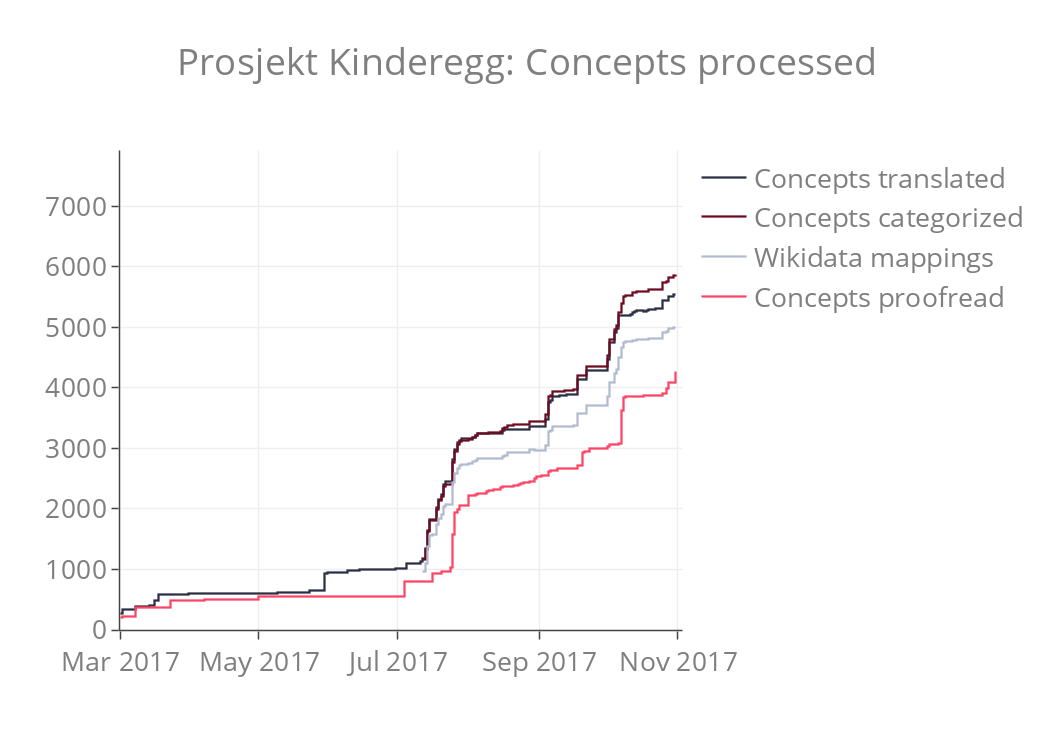 Prosjekt Kinderegg: Concepts processed
Concepts translated
Concepts categorized
Wikidata mappings
Concepts proofread
7000
6000
5000
4000
3000
2000
1000
0
Mar 2017 May 2017 Jul 2017 Sep 2017 Nov 2017